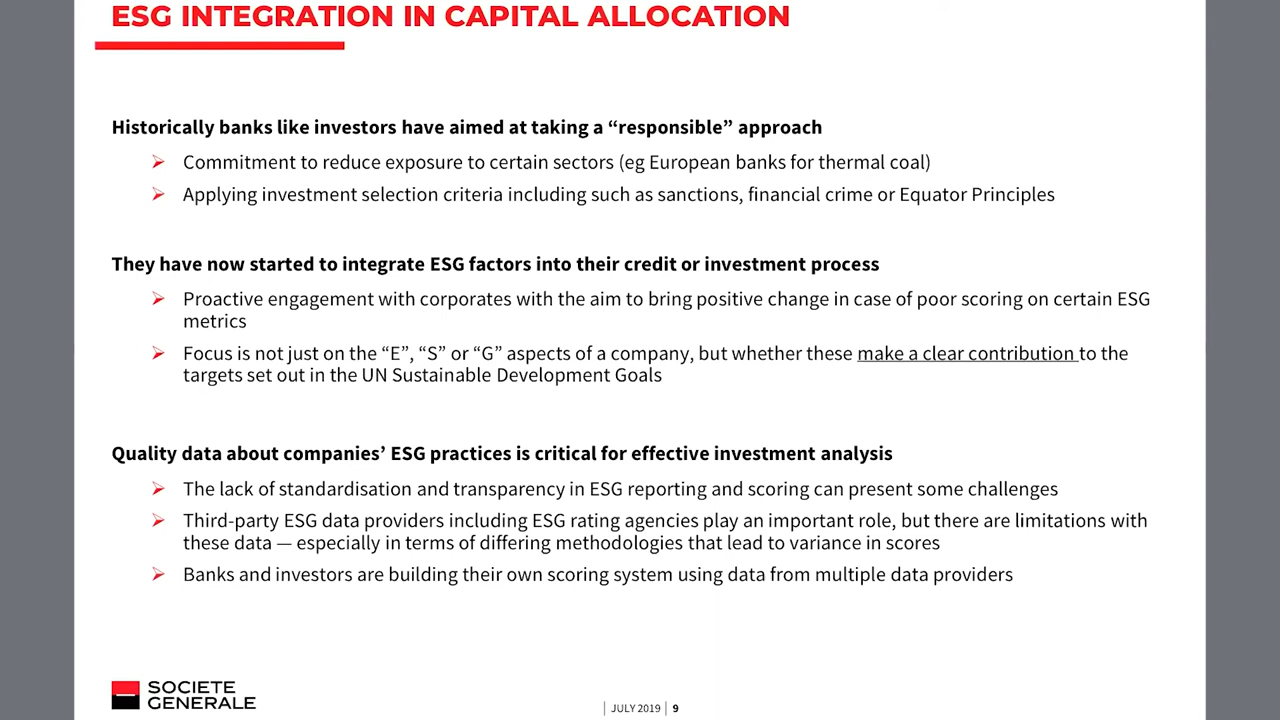 ESG INTEGRATION IN CAPITAL ALLOCATION
Historically banks like investors have aimed at taking a “responsible” approach
Commitment to reduce exposure to certain sectors (eg European banks for thermal coal)
Applying investment selection criteria including such as sanctions, financial crime or Equator Principles
They have now started to integrate ESG factors into their credit or investment process
Proactive engagement with corporates with the aim to bring positive change in case of poor scoring on certain ESG
metrics
Focus is not just on the “E”, “S” or “G” aspects of a company, but whether these make a clear contribution to the
targets set out in the UN Sustainable Development Goals
Quality data about companies’ ESG practices is critical for effective investment analysis
The lack of standardisation and transparency in ESG reporting and scoring can present some challenges
Third-party ESG data providers including ESG rating agencies play an important role, but there are limitations with
these data — especially in terms of differing methodologies that lead to variance in scores
Banks and investors are building their own scoring system using data from multiple data providers
SOCIETE
GENERALE
| JULY 2019 | 9